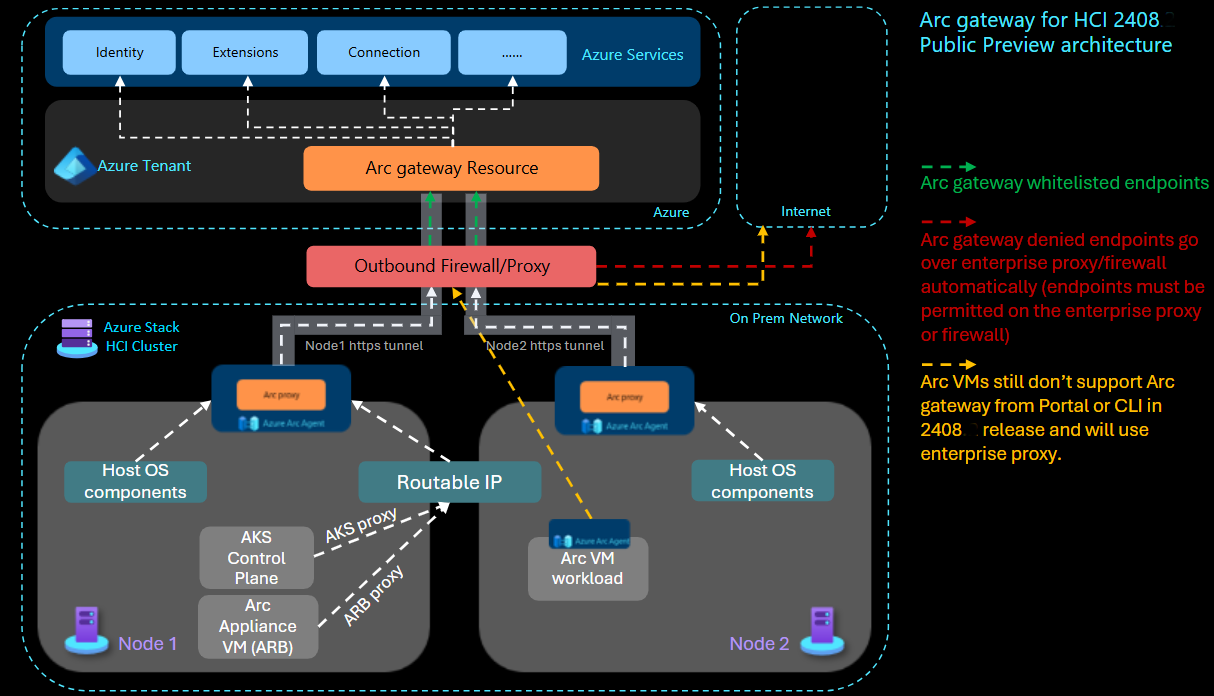 Arc gateway for HCI 2408
Public Preview architecture
Identity
Extensions
Connection
......
Azure Services
Azure Tenant
Arc gateway Resource
Azure
Internet
Arc gateway whitelisted endpoints
Arc gateway denied endpoints go
over enterprise proxy/firewall
automatically (endpoints must be
permitted on the enterprise proxy
or firewall)
Arc VMs still don't support Arc
gateway from Portal or CLI in
2408 release and will use
enterprise proxy.
Outbound Firewall/Proxy
On Prem Network
Azure Stack
HCI Cluster
Node1 https tunnel
Node2 https tunnel
Arc proxy
Azure Arc Agent
Arc proxy
Azure Arc Agent
Host OS
components
Routable IP
Host OS
components
AKS proxy
ARB proxy
AKS
Control
Plane
Arc
Appliance
VM (ARB)
Azure Arc Agent
Arc VM
workload
Node 1
Node 2